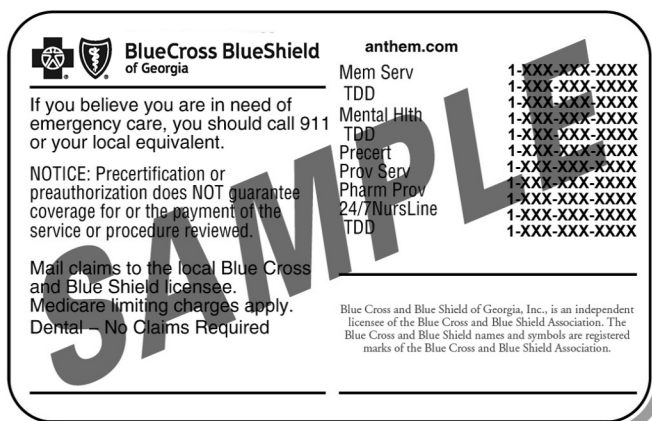 BlueCross BlueShield
of Georgia
If you believe you are in need of
emergency care, you should call 911
or your local equivalent.
NOTICE: Precertification or
preauthorization does NOT guarantee
coverage for or the payment of the
service or procedure reviewed.
Mail claims to the local Blue Cross
and Blue Shield licensee.
Medicare limiting charges apply.
Dental – No Claims Required
anthem.com
Mem Serv 1-XXX-XXX-XXXX
TDD 1-XXX-XXX-XXXX
Mental Hlth 1-XXX-XXX-XXXX
TDD 1-XXX-XXX-XXXX
Precert 1-XXX-XXX-XXXX
Prov Serv 1-XXX-XXX-XXXX
Pharm Prov 1-XXX-XXX-XXXX
24/7NursLine 1-XXX-XXX-XXXX
TDD 1-XXX-XXX-XXXX
1-XXX-XXX-XXXX
Blue Cross and Blue Shield of Georgia, Inc., is an independent
licensee of the Blue Cross and Blue Shield Association. The
Blue Cross and Blue Shield names and symbols are registered
marks of the Blue Cross and Blue Shield Association.
SAMPLE